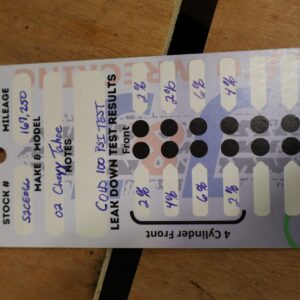 STOCK #
S2CE066
MILEAGE
167,250
MAKE & MODEL
02 Chevy Tahoe
NOTES
COLD 100 PSI TEST
LEAK DOWN TEST RESULTS
Front
2% 2% 6% 4%
2% 4% 6% 2%
4 Cylinder Front